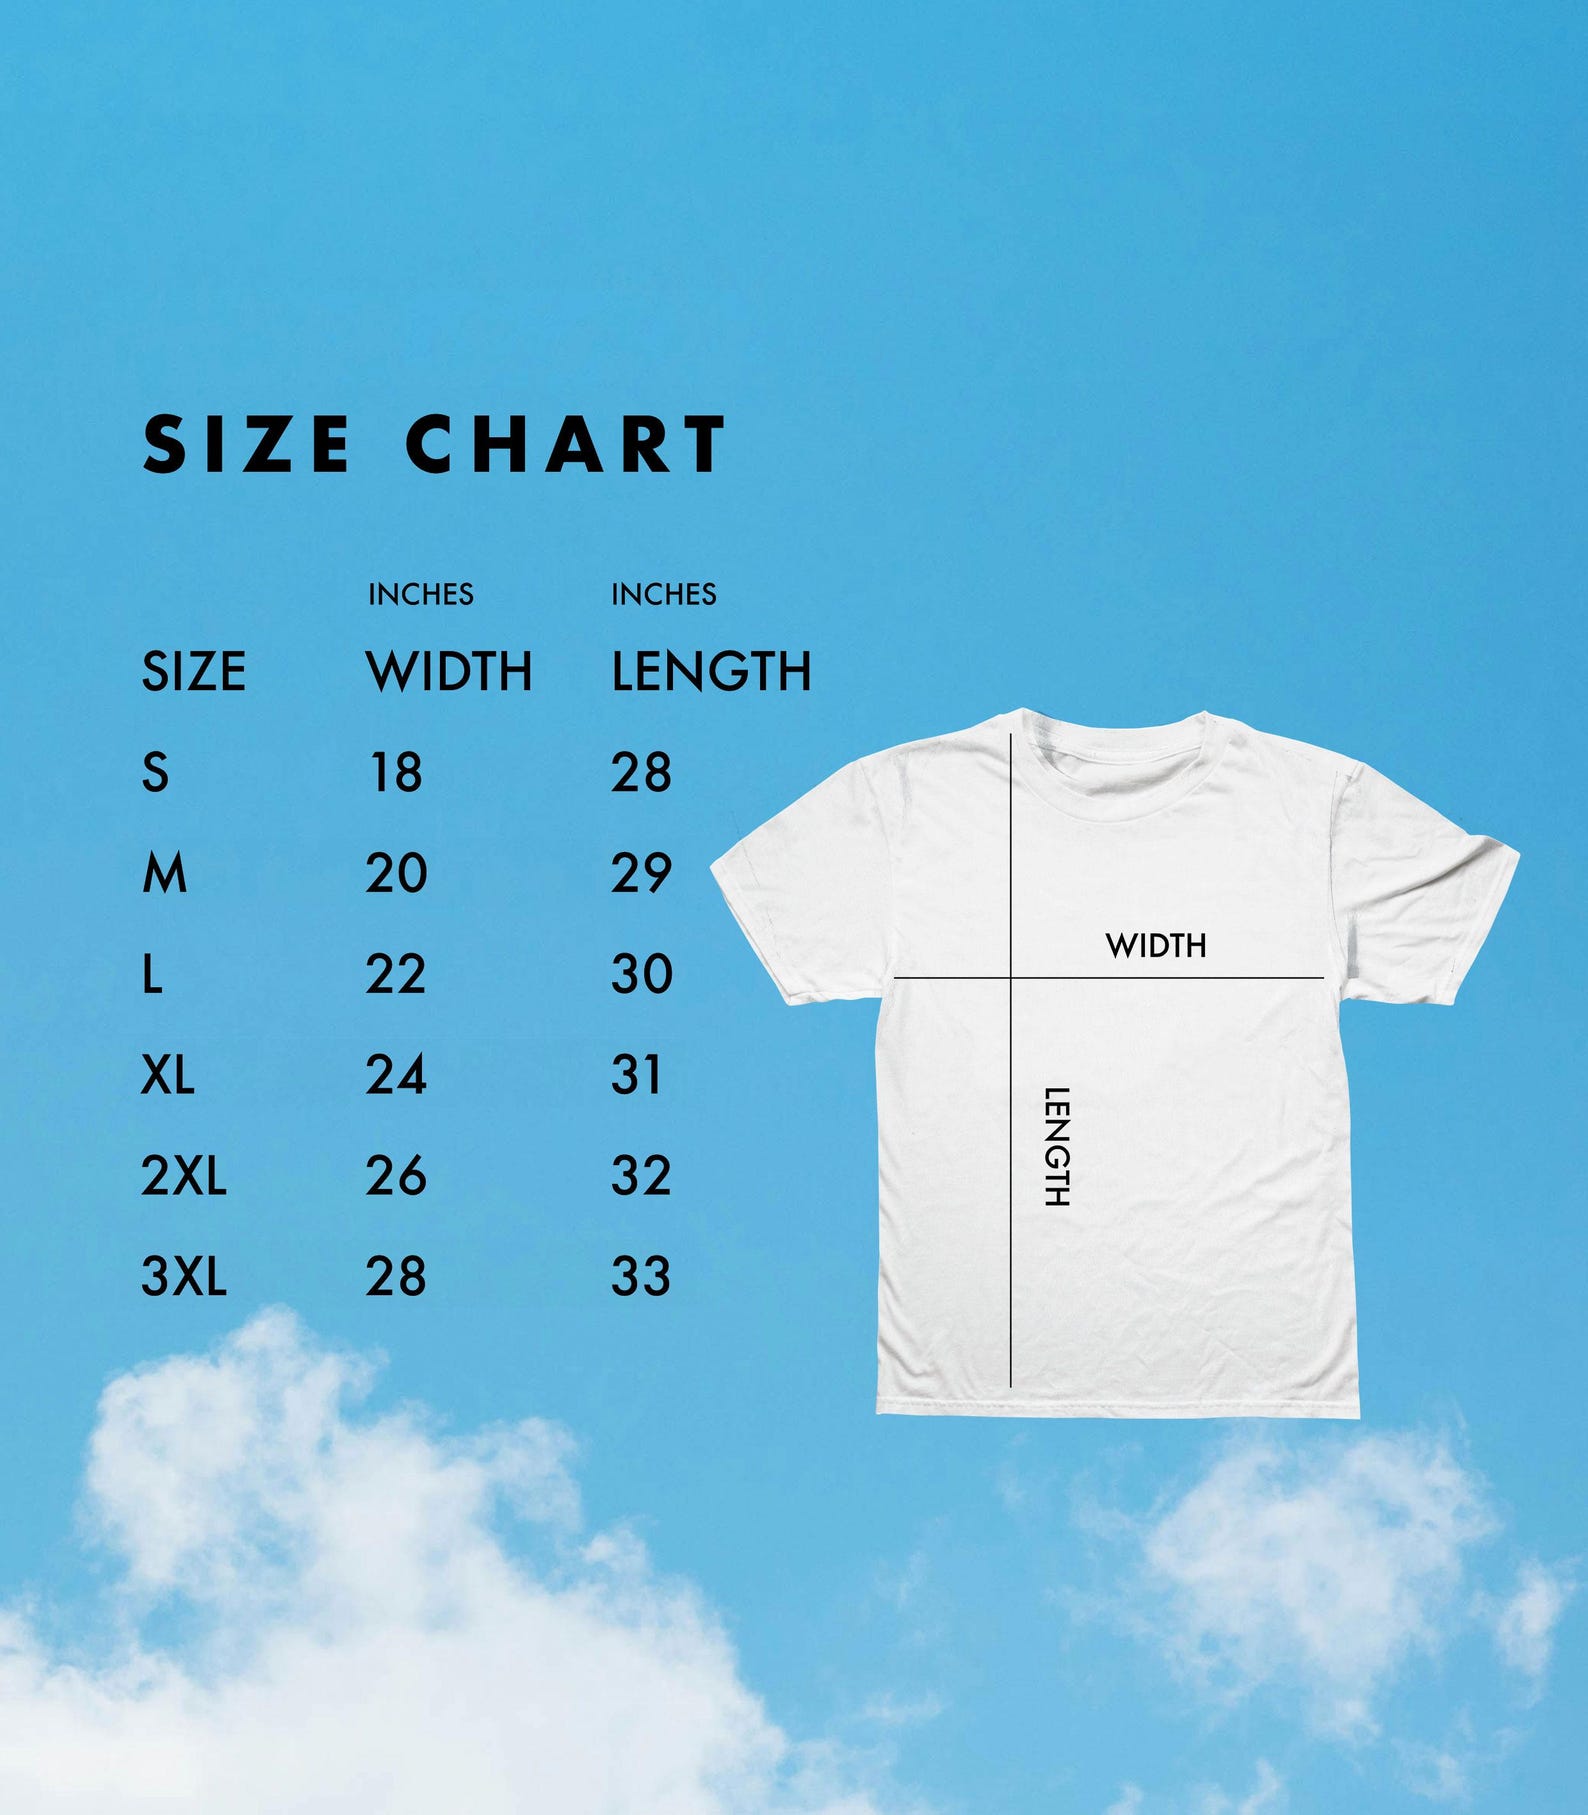 SIZE CHART
INCHES INCHES
SIZE WIDTH LENGTH
S 18 28
M 20 29
L 22 30
XL 24 31
2XL 26 32
3XL 28 33
WIDTH
LENGTH